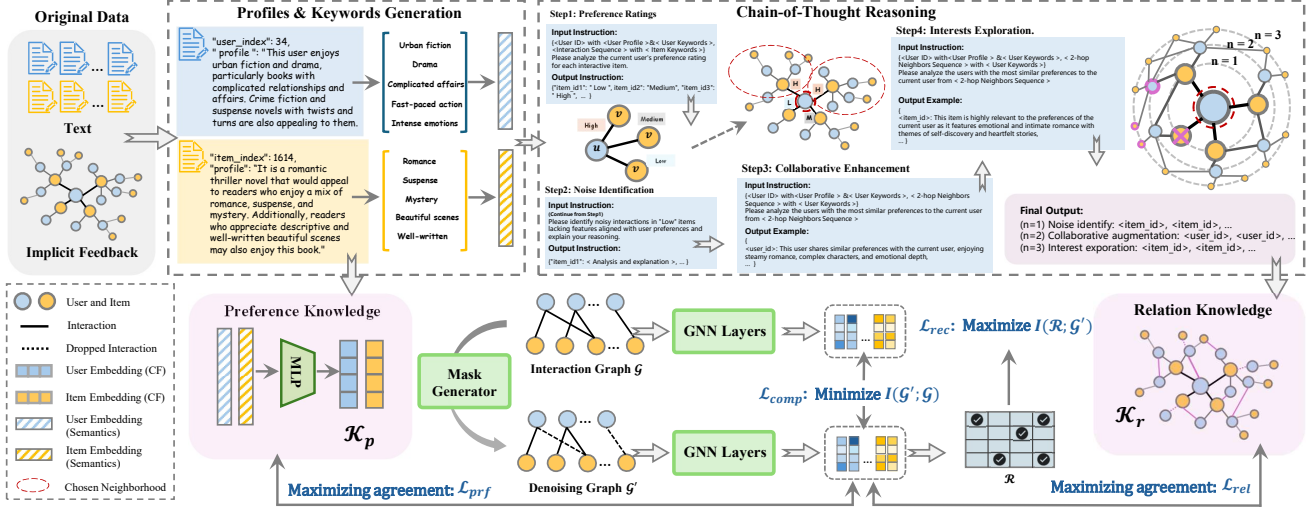 Original Data
Text
Implicit Feedback
Profiles & Keywords Generation
"user_index": 34,
"profile ": "This user enjoys
urban fiction and drama,
particularly books with
complicated relationships and
affairs. Crime fiction and
suspense novels with twists and
turns are also appealing to them.
Urban fiction
Drama
Complicated affairs
Fast-paced action
Intense emotions
"item_index": 1614,
"profile": "It is a romantic
thriller novel that would appeal
to readers who enjoy a mix of
romance, suspense, and
mystery. Additionally, readers
who appreciate descriptive and
well-written beautiful scenes
may also enjoy this book."
Romance
Suspense
Mystery
Beautiful scenes
Well-written
Chain-of-Thought Reasoning
Step1: Preference Ratings
Input Instruction:
{<User ID> with <User Profile >&< User Keywords >,
<Interaction Sequence > with < Item Keywords >}
Please analyze the current user's preference rating
for each interactive item.
Output Instruction:
{"item_id1": " Low ", item_id2": "Medium", "item_id3":
" High ", ... }
High
Medium
Low
u
v
v
v
Step2: Noise Identification
Input Instruction:
(Continue from Step1)
Please identify noisy interactions in "Low" items
lacking features aligned with user preferences and
explain your reasoning.
Output Instruction:
{"item_id1": < Analysis and explanation >, ... }
H
H
L
M
Step3: Collaborative Enhancement
Input Instruction:
{<User ID> with<User Profile > &< User Keywords >, < 2-hop Neighbors
Sequence > with < User Keywords >}
Please analyze the users with the most similar preferences to the current user
from < 2-hop Neighbors Sequence >
Output Example:
{
<user_id>: This user shares similar preferences with the current user, enjoying
steamy romance, complex characters, and emotional depth,
... }
Step4: Interests Exploration.
Input Instruction:
{<User ID> with<User Profile > &< User Keywords >, < 2-hop
Neighbors Sequence > with < User Keywords >}
Please analyze the users with the most similar preferences to the
current user from < 2-hop Neighbors Sequence >
Output Example:
{
<item_id>: This item is highly relevant to the preferences of
the current user as it features emotional and intimate romance with
themes of self-discovery and heartfelt stories,
... }
n = 3
n = 2
n = 1
Final Output:
(n=1) Noise identify: <item_id>, <item_id>, ...
(n=2) Collaborative augmentation: <user_id>, <user_id>, ...
(n=3) Interest exporation: <item_id>, <item_id>, ...
User and Item
Interaction
Dropped Interaction
User Embedding (CF)
Item Embedding (CF)
User Embedding
(Semantics)
Item Embedding
(Semantics)
Chosen Neighborhood
Preference Knowledge
MLP
𝒦p
Mask
Generator
Interaction Graph 𝒢
Denoising Graph 𝒢′
GNN Layers
GNN Layers
ℒcomp: Minimize I(𝒢′; 𝒢)
ℒrec: Maximize I(ℛ; 𝒢′)
ℛ
Relation Knowledge
𝒦r
Maximizing agreement: ℒprf
Maximizing agreement: ℒrel